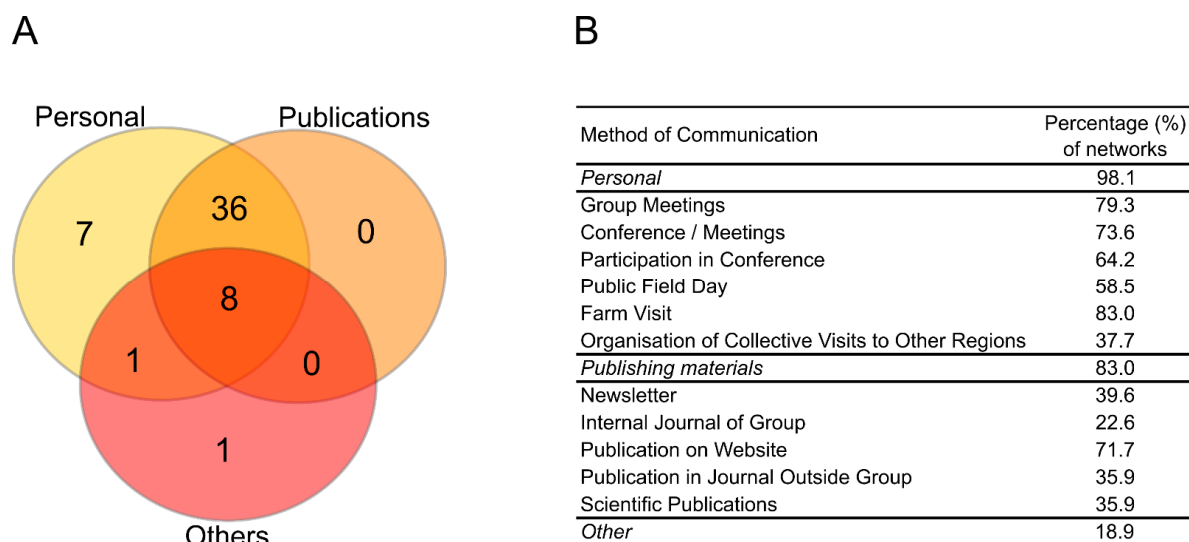 A
Personal
Publications
7
36
0
8
1
0
1
Others
B
Method of Communication
Percentage (%)
of networks
Personal 98.1
Group Meetings 79.3
Conference / Meetings 73.6
Participation in Conference 64.2
Public Field Day 58.5
Farm Visit 83.0
Organisation of Collective Visits to Other Regions 37.7
Publishing materials 83.0
Newsletter 39.6
Internal Journal of Group 22.6
Publication on Website 71.7
Publication in Journal Outside Group 35.9
Scientific Publications 35.9
Other 18.9